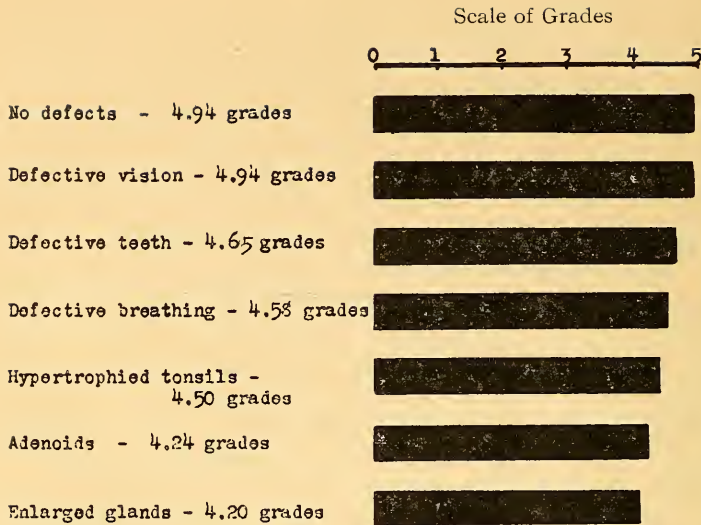 Scale of Grades
0 1 2 3 4 5
No defects - 4.94 grades
Defective vision - 4.94 grades
Defective teeth - 4.65 grades
Defective breathing - 4.58 grades
Hypertrophied tonsils -
4.50 grades
Adenoids - 4.24 grades
Enlarged glands - 4.20 grades